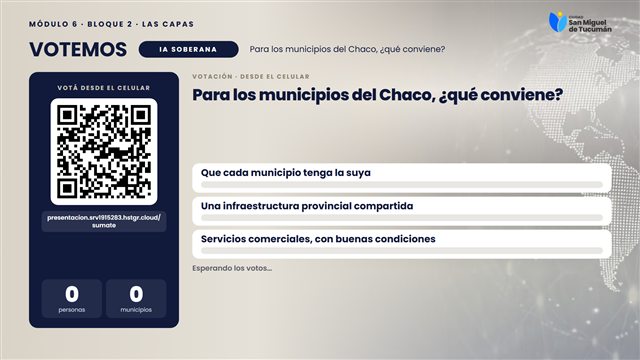 MÓDULO 6 • BLOQUE 2 • LAS CAPAS
CIUDAD
San Miguel
de Tucumán
VOTEMOS
IA SOBERANA
Para los municipios del Chaco, ¿qué conviene?
VOTÁ DESDE EL CELULAR
presentacion.srv1915283.hstgr.cloud/
sumate
0
personas
0
municipios
VOTACIÓN · DESDE EL CELULAR
Para los municipios del Chaco, ¿qué conviene?
Que cada municipio tenga la suya
Una infraestructura provincial compartida
Servicios comerciales, con buenas condiciones
Esperando los votos...